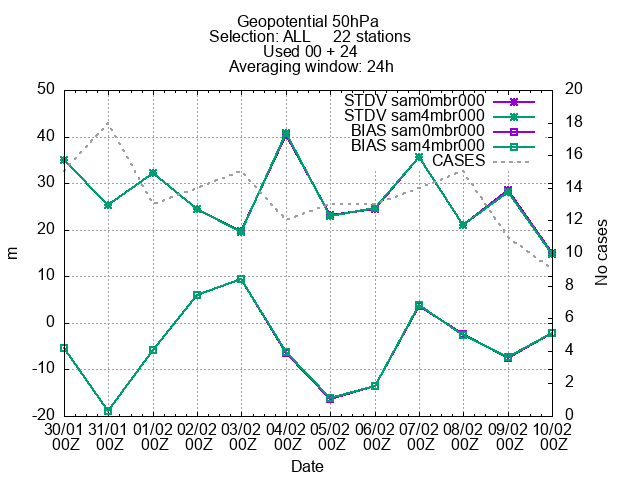 Geopotential 50hPa
Selection: ALL     22 stations
Used 00 + 24
Averaging window: 24h
STDV sam0mbr000
STDV sam4mbr000
BIAS sam0mbr000
BIAS sam4mbr000
CASES
50
40
30
20
10
0
-10
-20
m
20
18
16
14
12
10
8
6
4
2
0
No cases
30/01 31/01 01/02 02/02 03/02 04/02 05/02 06/02 07/02 08/02 09/02 10/02
00Z 00Z 00Z 00Z 00Z 00Z 00Z 00Z 00Z 00Z 00Z 00Z
Date